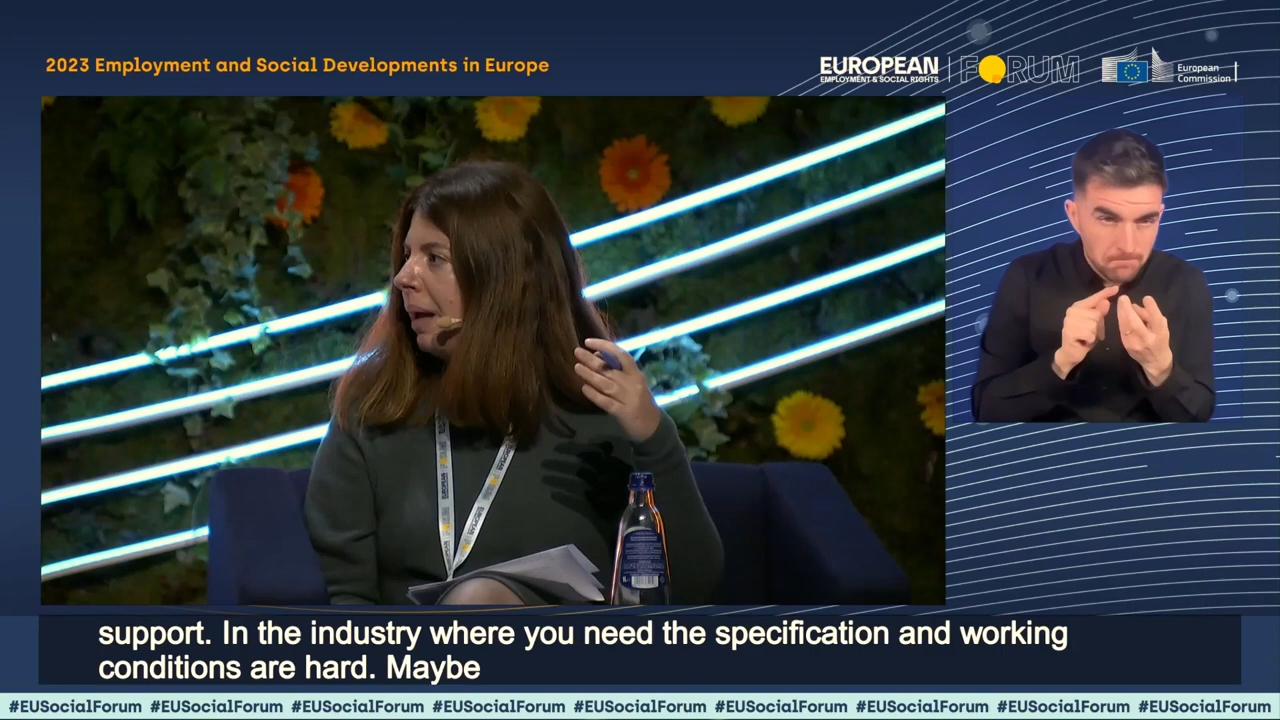 2023 Employment and Social Developments in Europe
EUROPEAN
EMPLOYMENT & SOCIAL RIGHTS
FORUM
European
Commission
EUROPEAN
EUROPEAN
support. In the industry where you need the specification and working
conditions are hard. Maybe
#EUSocialForum #EUSocialForum #EUSocialForum #EUSocialForum #EUSocialForum #EUSocialForum #EUSocialForum #EUSocialForum #EUSocialForum